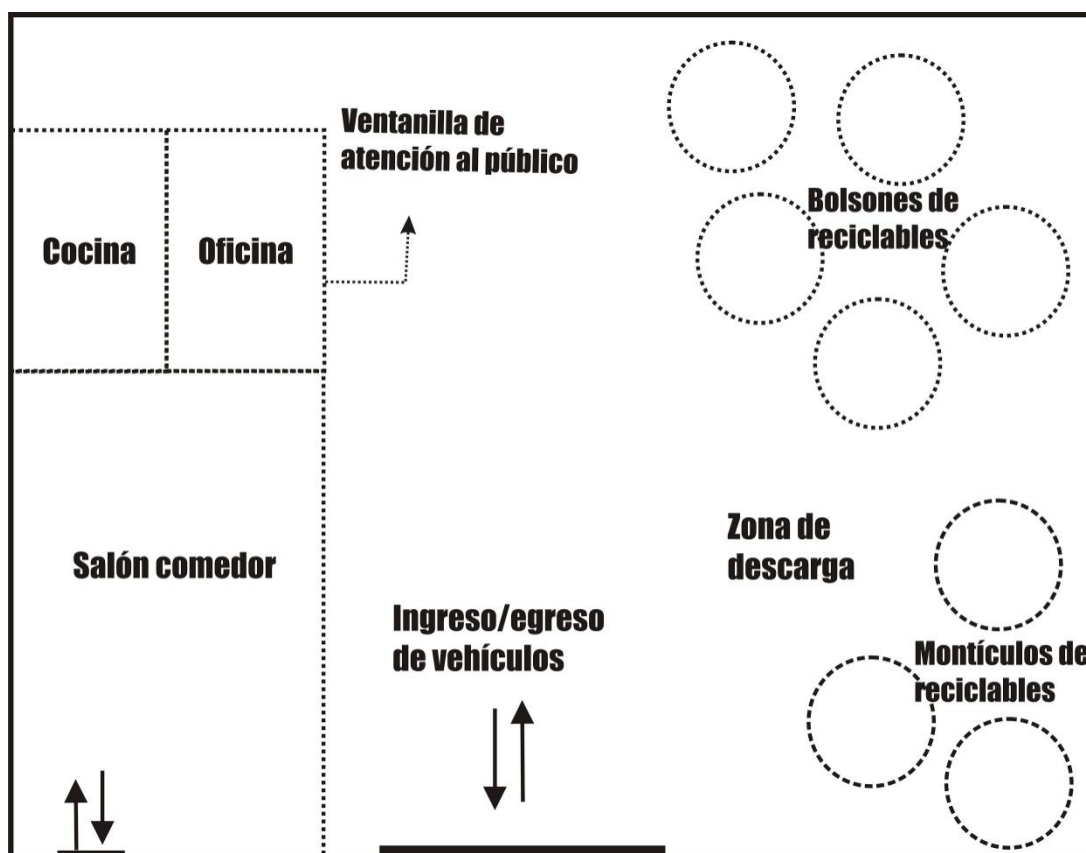 Ventanilla de
atención al público
Bolsones de
reciclables
Cocina
Oficina
Zona de
descarga
Salón comedor
Ingreso/egreso
de vehículos
Montículos de
reciclables